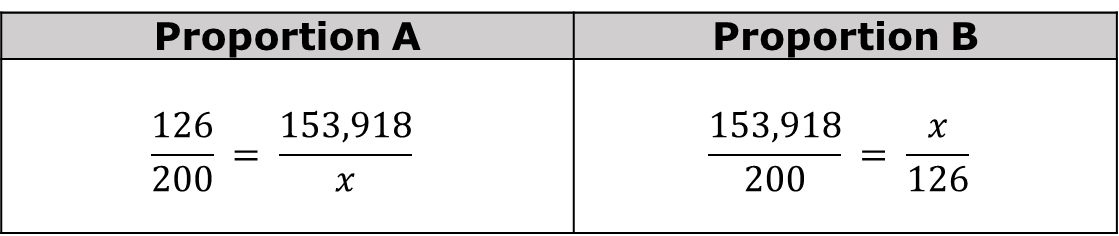 Proportion A
126/200 = 153,918/x
Proportion B
153,918/200 = x/126